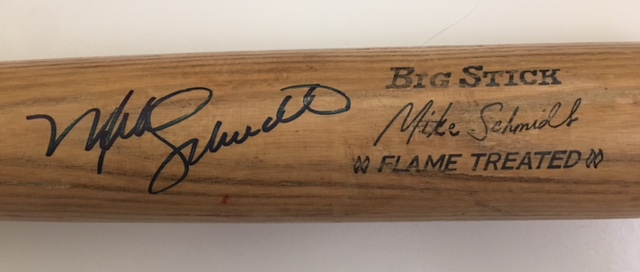 Mike Schmidt
BIG STICK
Mike Schmidt
FLAME TREATED